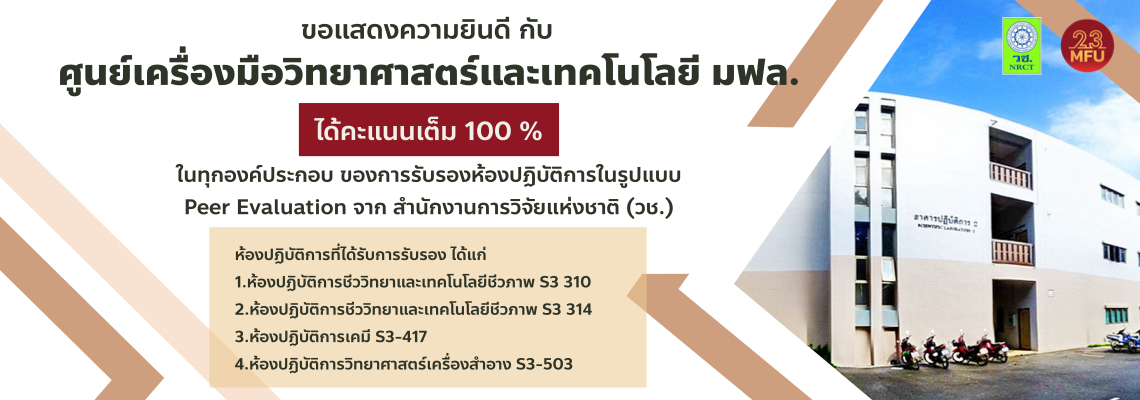 ขอแสดงความยินดี กับ
ศูนย์เครื่องมือวิทยาศาสตร์และเทคโนโลยี มฟล.
ได้คะแนนเต็ม 100 %
ในทุกองค์ประกอบ ของการรับรองห้องปฏิบัติการในรูปแบบ
Peer Evaluation จาก สำนักงานการวิจัยแห่งชาติ (วช.)
ห้องปฏิบัติการที่ได้รับการรับรอง ได้แก่
1.ห้องปฏิบัติการชีววิทยาและเทคโนโลยีชีวภาพ S3 310
2.ห้องปฏิบัติการชีววิทยาและเทคโนโลยีชีวภาพ S3 314
3.ห้องปฏิบัติการเคมี S3-417
4.ห้องปฏิบัติการวิทยาศาสตร์เครื่องสำอาง S3-503
วช.
NRCT
23
MFU
อาคารปฏิบัติการ
SCIENTIFIC LABORATORY